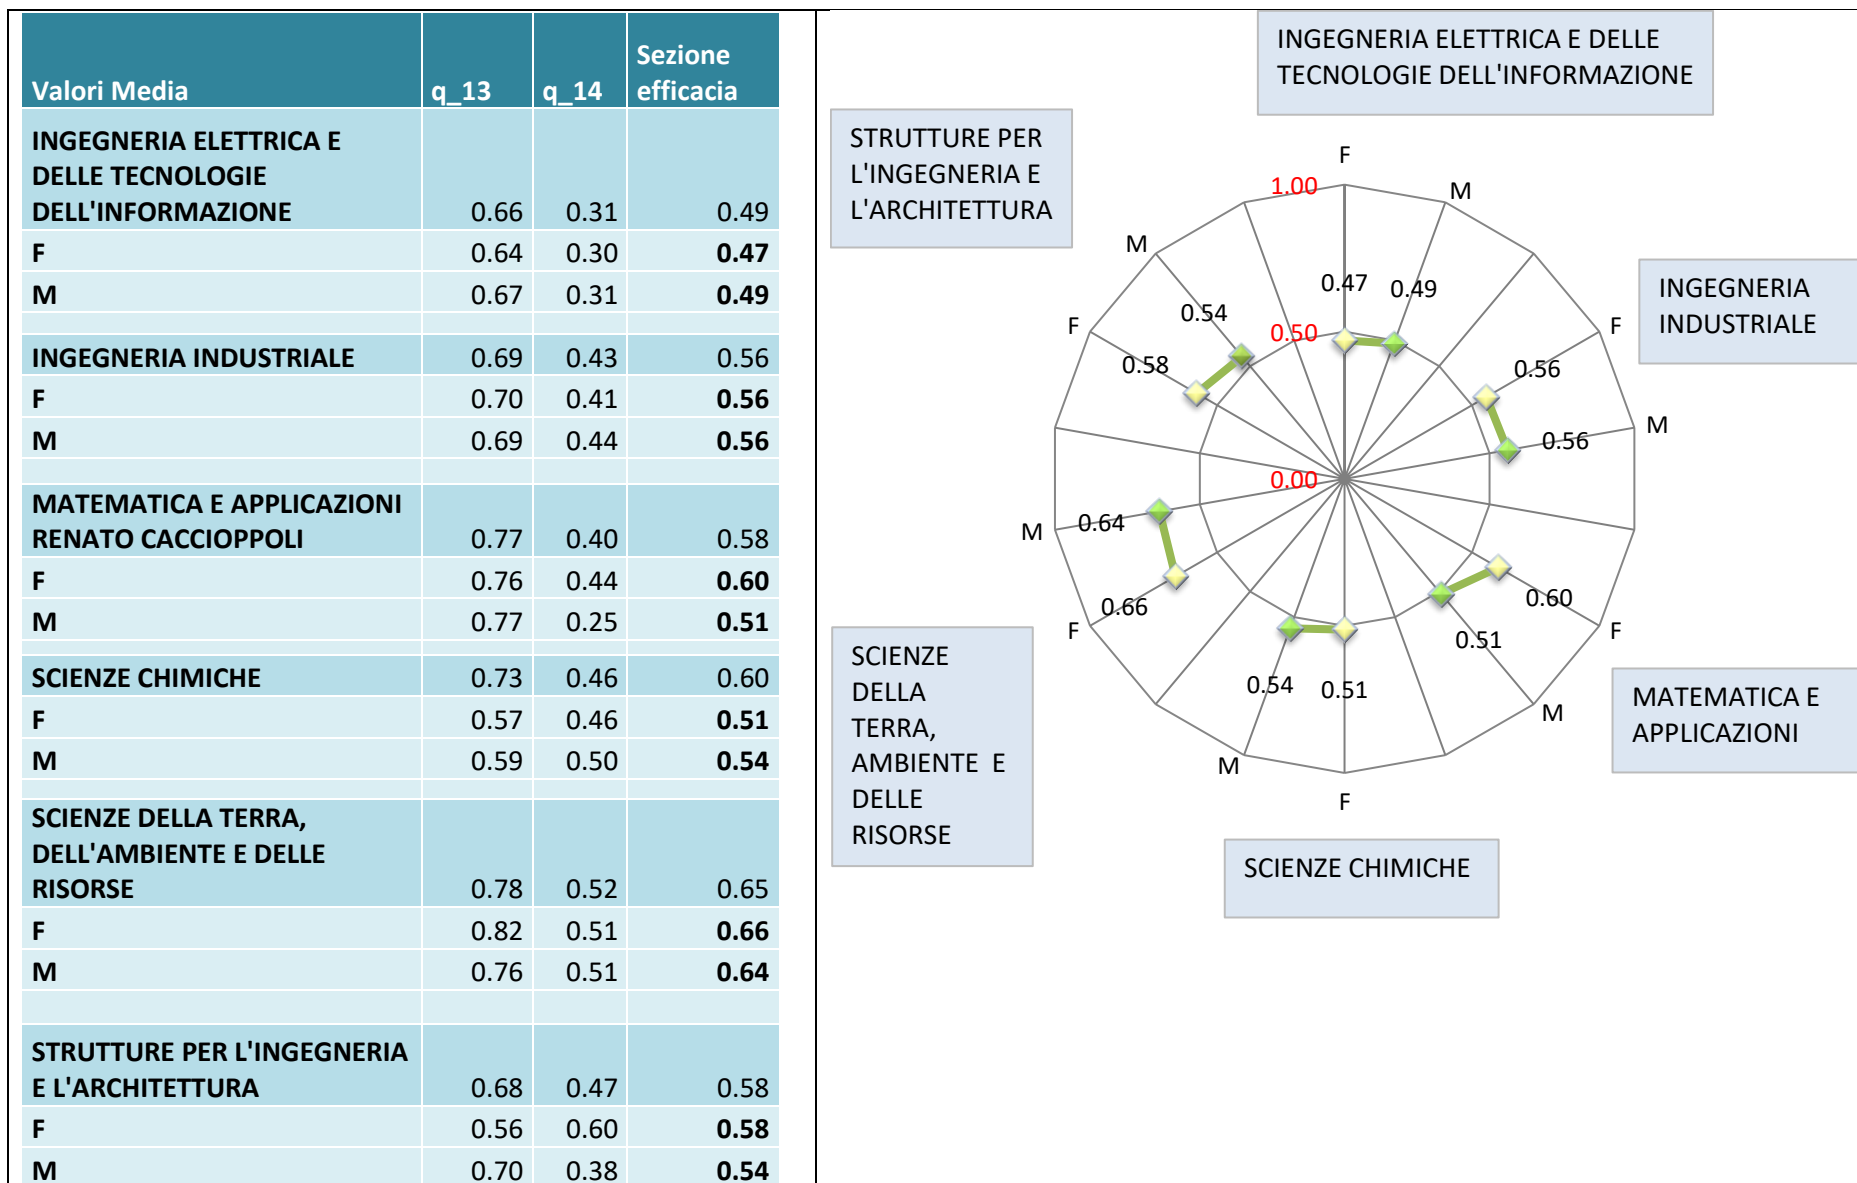 Valori Media q_13 q_14 Sezione efficacia
INGEGNERIA ELETTRICA E
DELLE TECNOLOGIE
DELL'INFORMAZIONE 0.66 0.31 0.49
F 0.64 0.30 0.47
M 0.67 0.31 0.49
INGEGNERIA INDUSTRIALE 0.69 0.43 0.56
F 0.70 0.41 0.56
M 0.69 0.44 0.56
MATEMATICA E APPLICAZIONI
RENATO CACCIOPPOLI 0.77 0.40 0.58
F 0.76 0.44 0.60
M 0.77 0.25 0.51
SCIENZE CHIMICHE 0.73 0.46 0.60
F 0.57 0.46 0.51
M 0.59 0.50 0.54
SCIENZE DELLA TERRA,
DELL'AMBIENTE E DELLE
RISORSE 0.78 0.52 0.65
F 0.82 0.51 0.66
M 0.76 0.51 0.64
STRUTTURE PER L'INGEGNERIA
E L'ARCHITETTURA 0.68 0.47 0.58
F 0.56 0.60 0.58
M 0.70 0.38 0.54
INGEGNERIA ELETTRICA E DELLE
TECNOLOGIE DELL'INFORMAZIONE
STRUTTURE PER
L'INGEGNERIA E
L'ARCHITETTURA
INGEGNERIA
INDUSTRIALE
MATEMATICA E
APPLICAZIONI
SCIENZE CHIMICHE
SCIENZE
DELLA
TERRA,
AMBIENTE E
DELLE
RISORSE
1.00
0.50
0.00
F
0.47
M
0.49
F
0.56
M
0.56
F
0.60
M
0.51
F
0.51
M
0.54
F
0.66
M
0.64
F
0.58
M
0.54